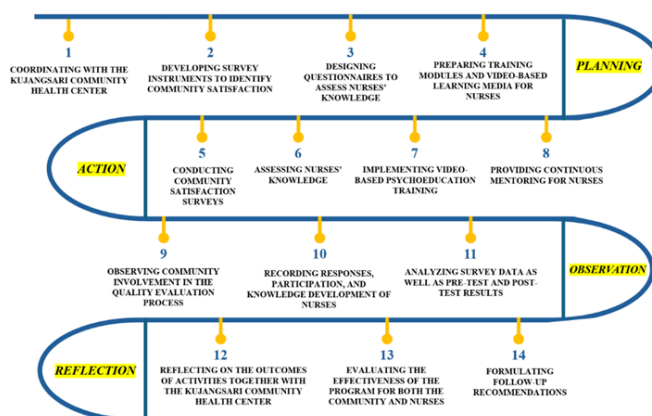 1
COORDINATING WITH THE
KUJANGSARI COMMUNITY
HEALTH CENTER
2
DEVELOPING SURVEY
INSTRUMENTS TO IDENTIFY
COMMUNITY SATISFACTION
3
DESIGNING
QUESTIONNAIRES TO
ASSESS NURSES'
KNOWLEDGE
4
PREPARING TRAINING
MODULES AND VIDEO-BASED
LEARNING MEDIA FOR
NURSES
PLANNING
ACTION
5
CONDUCTING
COMMUNITY
SATISFACTION
SURVEYS
6
ASSESSING NURSES'
KNOWLEDGE
7
IMPLEMENTING VIDEO-
BASED PSYCHOEDUCATION
TRAINING
8
PROVIDING CONTINUOUS
MENTORING FOR NURSES
9
OBSERVING COMMUNITY
INVOLVEMENT IN THE
QUALITY EVALUATION
PROCESS
10
RECORDING RESPONSES,
PARTICIPATION, AND
KNOWLEDGE DEVELOPMENT OF
NURSES
11
ANALYZING SURVEY DATA AS
WELL AS PRE-TEST AND POST-
TEST RESULTS
OBSERVATION
REFLECTION
12
REFLECTING ON THE OUTCOMES
OF ACTIVITIES TOGETHER WITH
THE KUJANGSARI COMMUNITY
HEALTH CENTER
13
EVALUATING THE
EFFECTIVENESS OF THE
PROGRAM FOR BOTH THE
COMMUNITY AND NURSES
14
FORMULATING
FOLLOW-UP
RECOMMENDATIONS